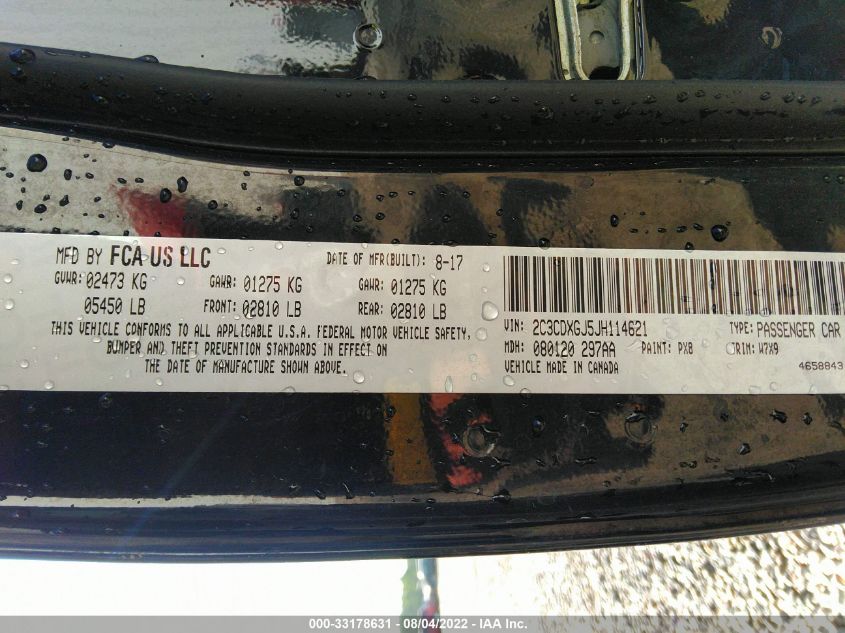 MFD BY FCA US LLC DATE OF MFR(BUILT): 8-17
GVWR: 02473 KG GAWR: 01275 KG GAWR: 01275 KG
05450 LB FRONT: 02810 LB REAR: 02810 LB
THIS VEHICLE CONFORMS TO ALL APPLICABLE U.S.A. FEDERAL MOTOR VEHICLE SAFETY,
BUMPER AND THEFT PREVENTION STANDARDS IN EFFECT ON
THE DATE OF MANUFACTURE SHOWN ABOVE.
VIN: 2C3CDXGJ5JH114621 TYPE: PASSENGER CAR
MDH: 080120 297AA PAINT: PX8 TRIM: W7X9
VEHICLE MADE IN CANADA 4658843
000-33178631 - 08/04/2022 - IAA Inc.